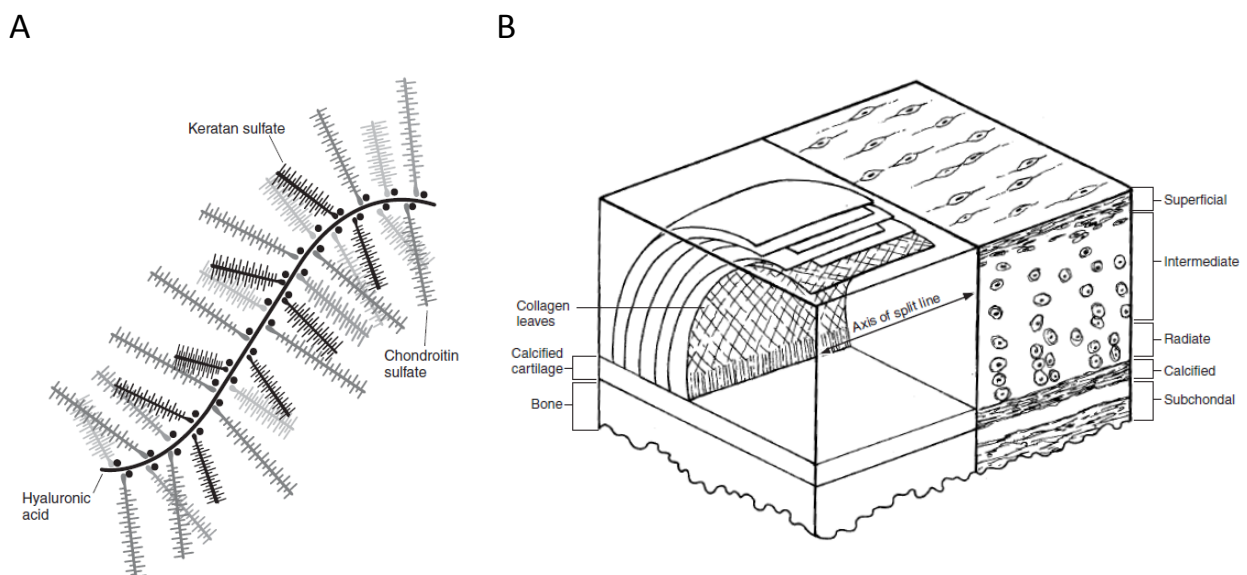 A
B
Keratan sulfate
Chondroitin
sulfate
Hyaluronic
acid
Collagen
leaves
Calcified
cartilage
Bone
Axis of split line
Superficial
Intermediate
Radiate
Calcified
Subchondal